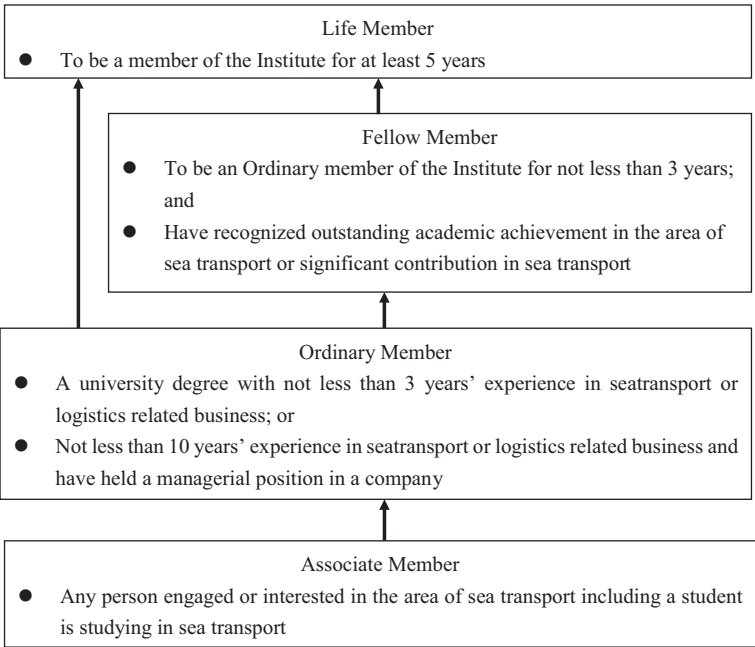 Life Member
● To be a member of the Institute for at least 5 years
Fellow Member
● To be an Ordinary member of the Institute for not less than 3 years;
and
● Have recognized outstanding academic achievement in the area of
sea transport or significant contribution in sea transport
Ordinary Member
● A university degree with not less than 3 years’ experience in seatransport or
logistics related business; or
● Not less than 10 years’ experience in seatransport or logistics related business and
have held a managerial position in a company
Associate Member
● Any person engaged or interested in the area of sea transport including a student
is studying in sea transport